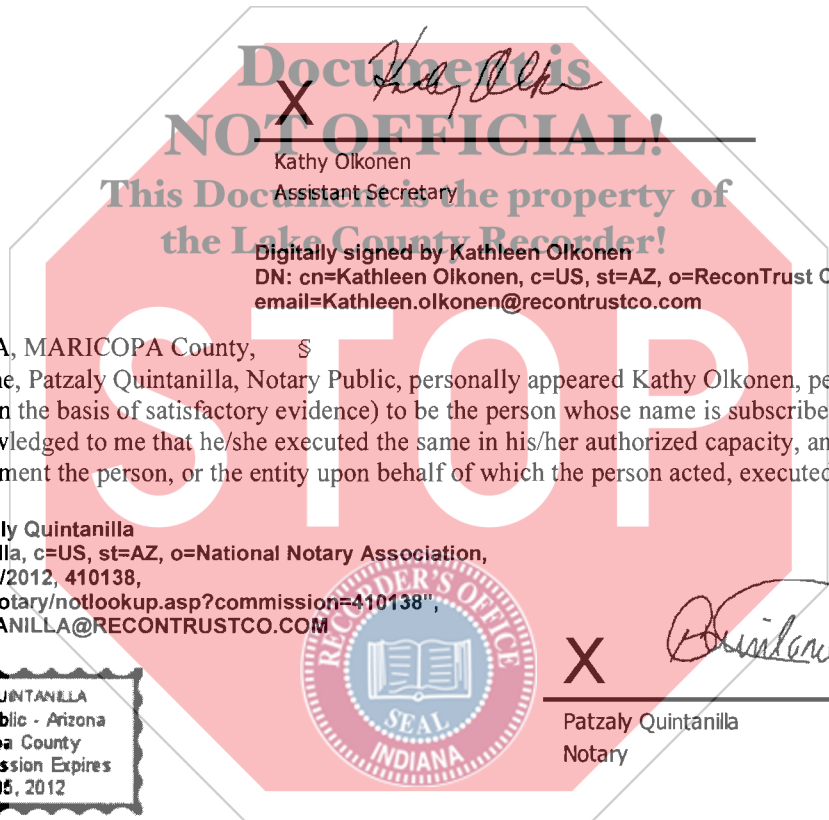 Document is
X
NOT OFFICIAL!
Kathy Olkonen
Assistant Secretary
This Document is the property of
the Lake County Recorder!
Digitally signed by Kathleen Olkonen
DN: cn=Kathleen Olkonen, c=US, st=AZ, o=ReconTrust C
email=Kathleen.olkonen@recontrustco.com
STOP
A, MARICOPA County, §
ne, Patzaly Quintanilla, Notary Public, personally appeared Kathy Olkonen, pe
n the basis of satisfactory evidence) to be the person whose name is subscribe
wledged to me that he/she executed the same in his/her authorized capacity, an
ment the person, or the entity upon behalf of which the person acted, executed
ly Quintanilla
lla, c=US, st=AZ, o=National Notary Association,
/2012, 410138,
otary/notlookup.asp?commission=410138",
ANILLA@RECONTRUSTCO.COM
RECORDER'S OFFICE
SEAL
INDIANA
UINTANILLA
blic - Arizona
pa County
ssion Expires
05, 2012
X
Patzaly Quintanilla
Notary